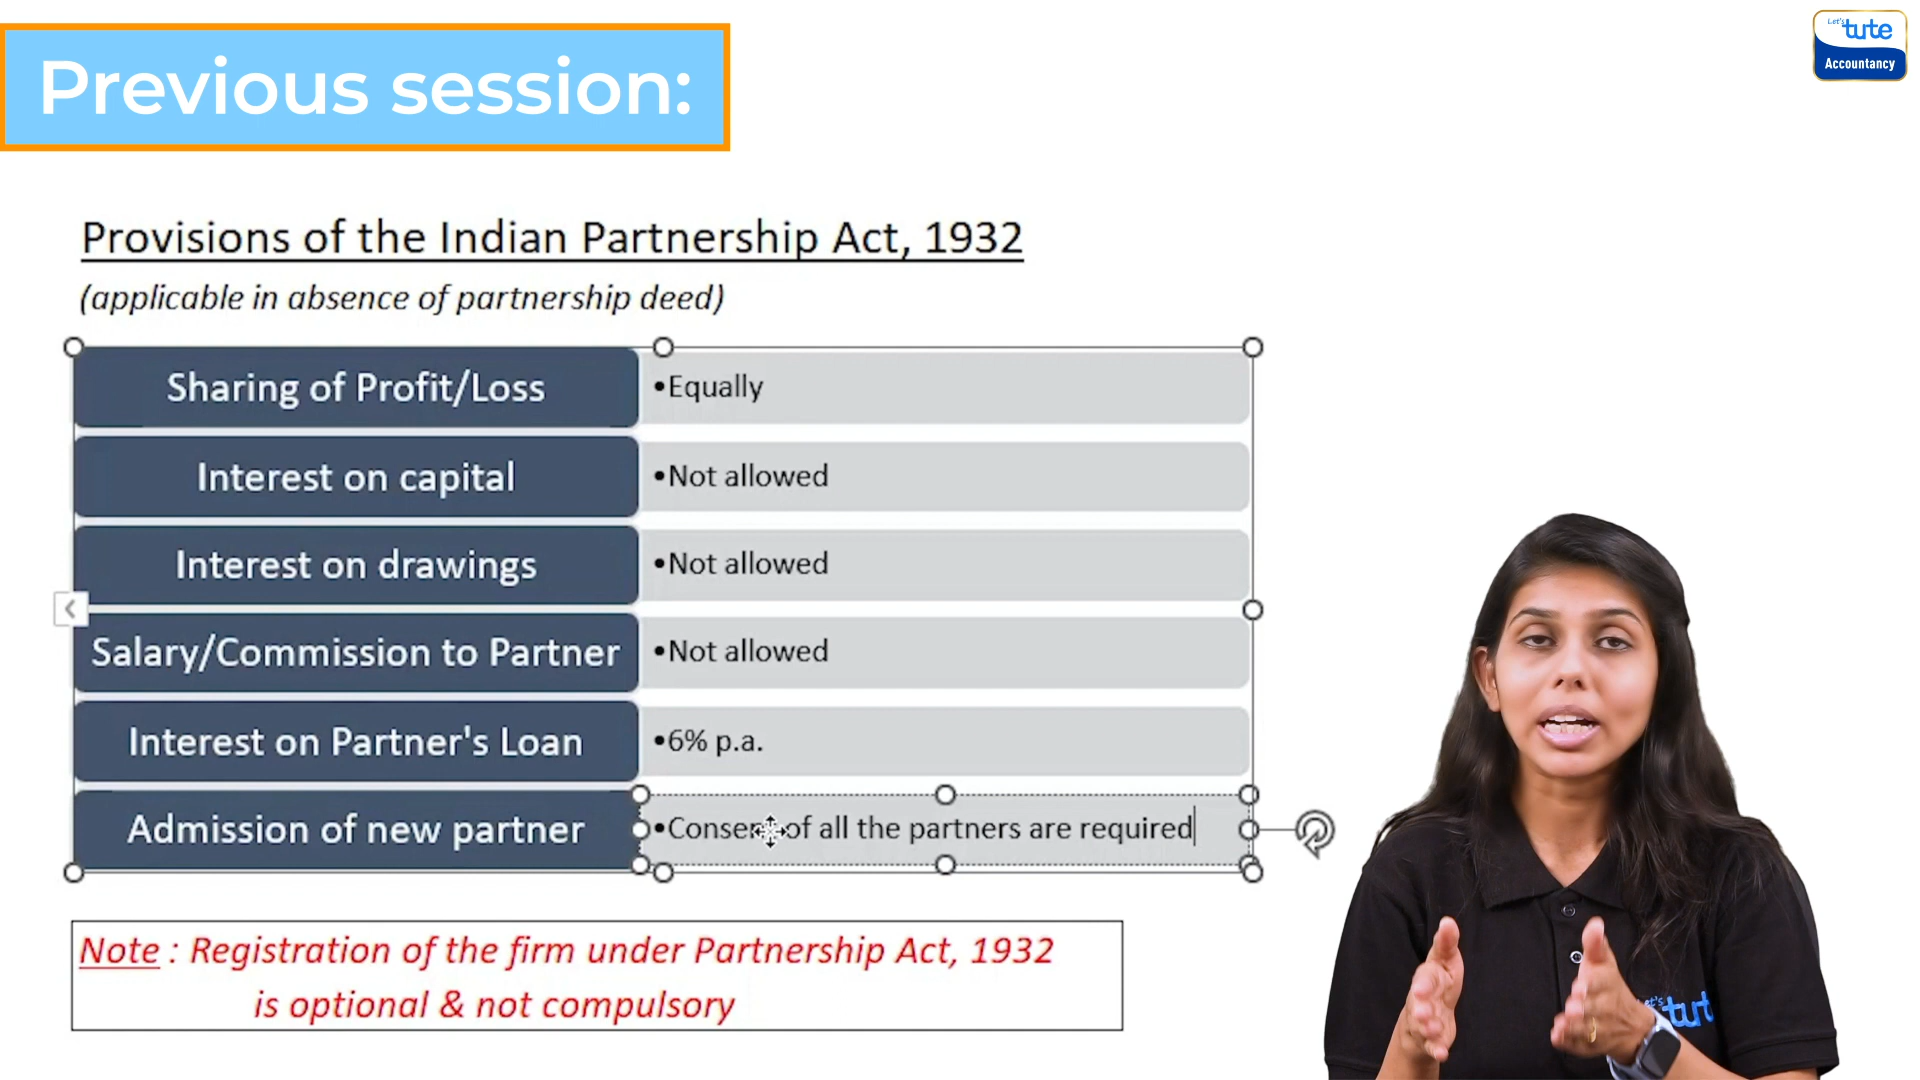 Previous session:
Let's
tute
Accountancy
Provisions of the Indian Partnership Act, 1932
(applicable in absence of partnership deed)
Sharing of Profit/Loss
•Equally
Interest on capital
•Not allowed
Interest on drawings
•Not allowed
Salary/Commission to Partner
•Not allowed
Interest on Partner's Loan
•6% p.a.
Admission of new partner
•Consent of all the partners are required
Note : Registration of the firm under Partnership Act, 1932
is optional & not compulsory